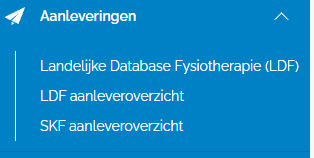 Aanleveringen
Landelijke Database Fysiotherapie (LDF)
LDF aanleveroverzicht
SKF aanleveroverzicht